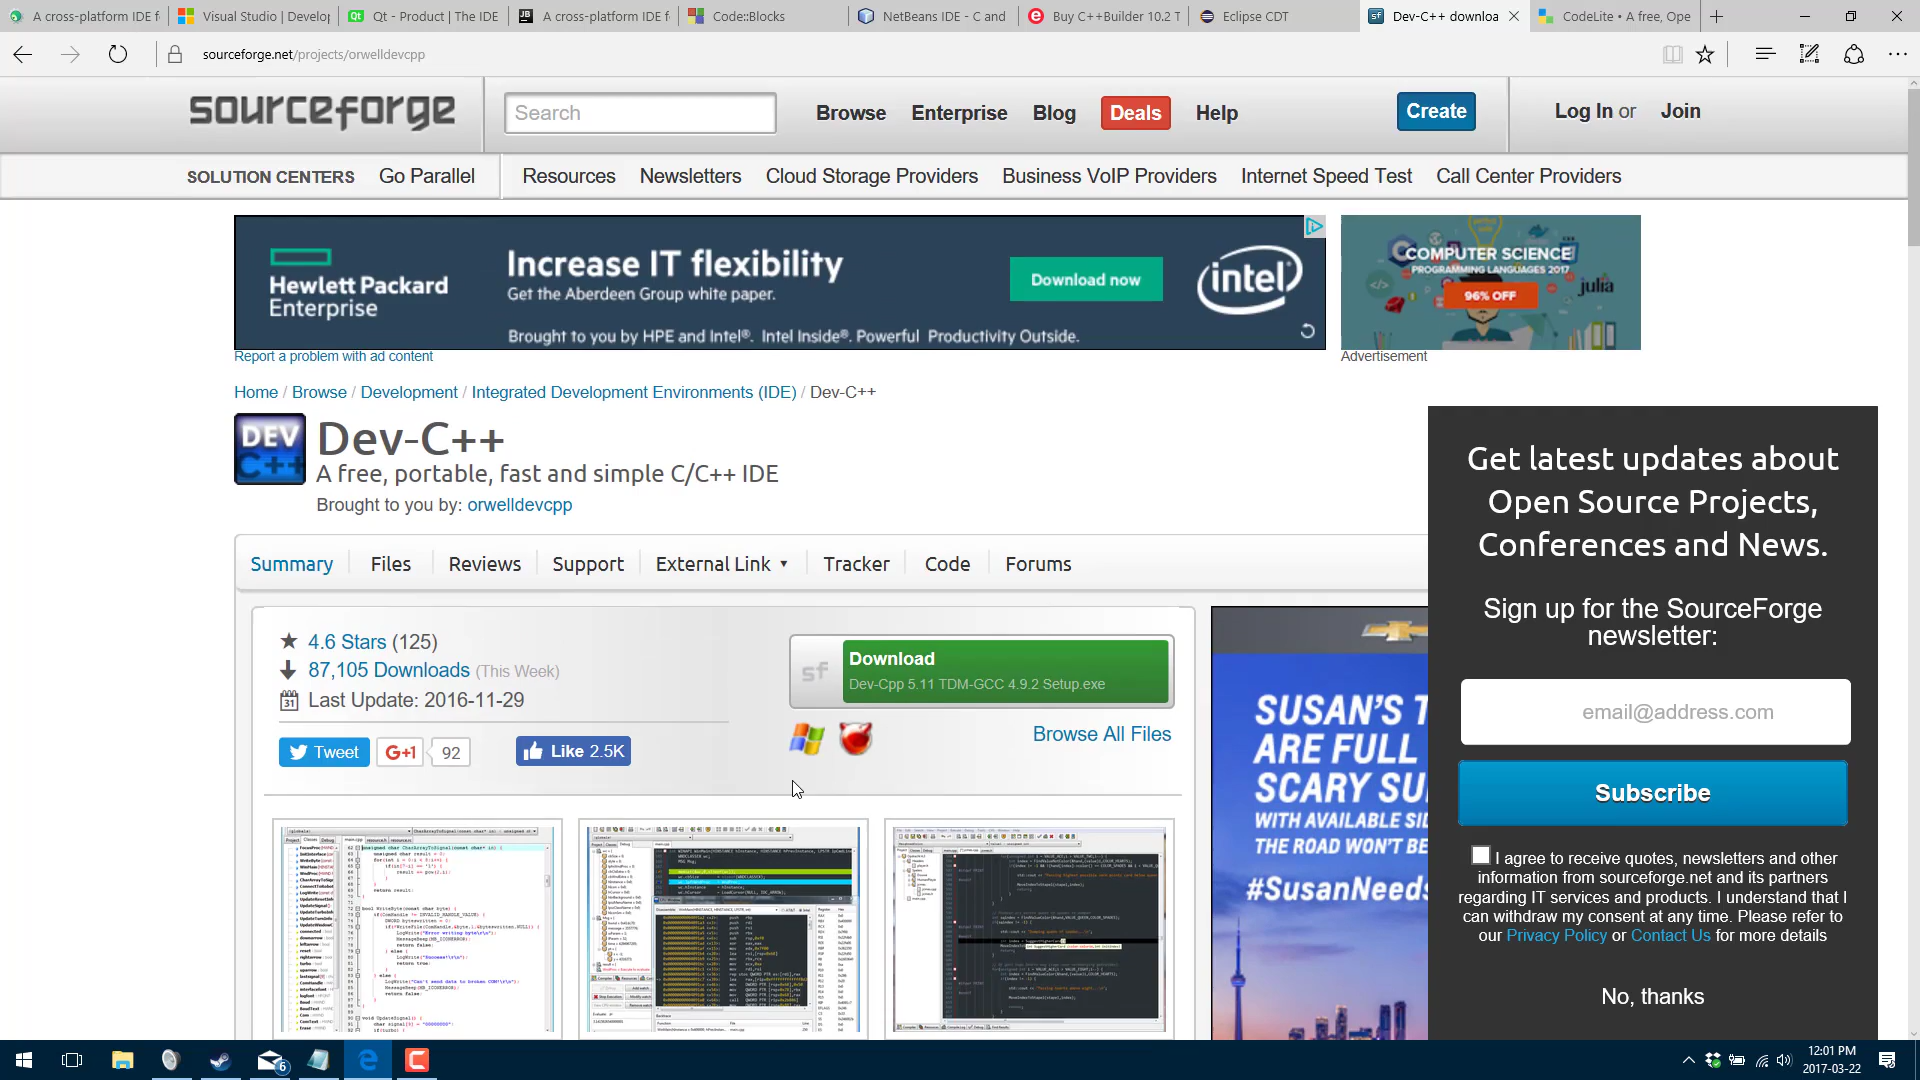 A cross-platform IDE f
Visual Studio | Develop
Qt - Product | The IDE
A cross-platform IDE f
Code::Blocks
NetBeans IDE - C and
Buy C++Builder 10.2 T
Eclipse CDT
Dev-C++ downloa
CodeLite • A free, Ope
sourceforge.net/projects/orwelldevcpp
sourceforge
Search
Browse
Enterprise
Blog
Deals
Help
Create
Log In or Join
SOLUTION CENTERS
Go Parallel
Resources
Newsletters
Cloud Storage Providers
Business VoIP Providers
Internet Speed Test
Call Center Providers
Hewlett Packard
Enterprise
Increase IT flexibility
Get the Aberdeen Group white paper.
Brought to you by HPE and Intel®. Intel Inside®. Powerful Productivity Outside.
Download now
intel
COMPUTER SCIENCE
PROGRAMMING LANGUAGES 2017
96% OFF
julia
Report a problem with ad content
Advertisement
Home / Browse / Development / Integrated Development Environments (IDE) / Dev-C++
DEV
C++
Dev-C++
A free, portable, fast and simple C/C++ IDE
Brought to you by: orwelldevcpp
Summary
Files
Reviews
Support
External Link
Tracker
Code
Forums
4.6 Stars (125)
87,105 Downloads (This Week)
Last Update: 2016-11-29
sf
Download
Dev-Cpp 5.11 TDM-GCC 4.9.2 Setup.exe
Browse All Files
Tweet
G+1
92
Like 2.5K
SUSAN'S T
ARE FULL
SCARY SU
WITH AVAILABLE SID
THE ROAD WON'T BE
#SusanNeeds
Get latest updates about
Open Source Projects,
Conferences and News.
Sign up for the SourceForge
newsletter:
email@address.com
Subscribe
I agree to receive quotes, newsletters and other
information from sourceforge.net and its partners
regarding IT services and products. I understand that I
can withdraw my consent at any time. Please refer to
our Privacy Policy or Contact Us for more details
No, thanks
6
12:01 PM
2017-03-22